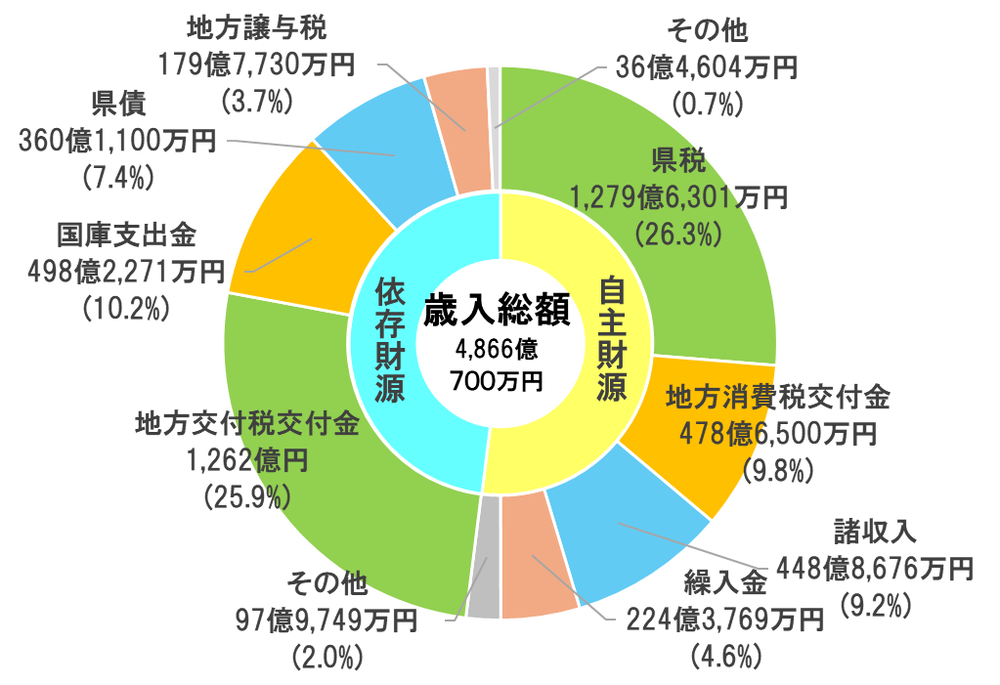 地方譲与税
179億7,730万円
(3.7%)
その他
36億4,604万円
(0.7%)
県債
360億1,100万円
(7.4%)
県税
1,279億6,301万円
(26.3%)
国庫支出金
498億2,271万円
(10.2%)
依存財源
歳入総額
4,866億
700万円
自主財源
地方消費税交付金
478億6,500万円
(9.8%)
地方交付税交付金
1,262億円
(25.9%)
諸収入
448億8,676万円
(9.2%)
繰入金
224億3,769万円
(4.6%)
その他
97億9,749万円
(2.0%)